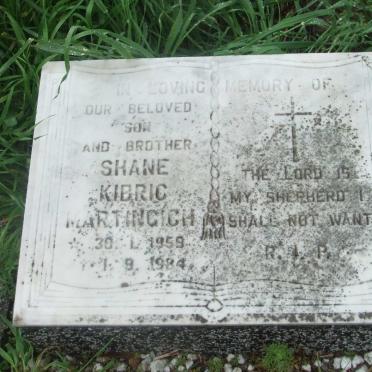 IN LOVING MEMORY OF
OUR BELOVED
SON
AND BROTHER
SHANE
KIBRIC
MARTINCICH
30. 1. 1959
1. 9. 1984
THE LORD IS
MY SHEPHERD I
SHALL NOT WANT
R. I. P.